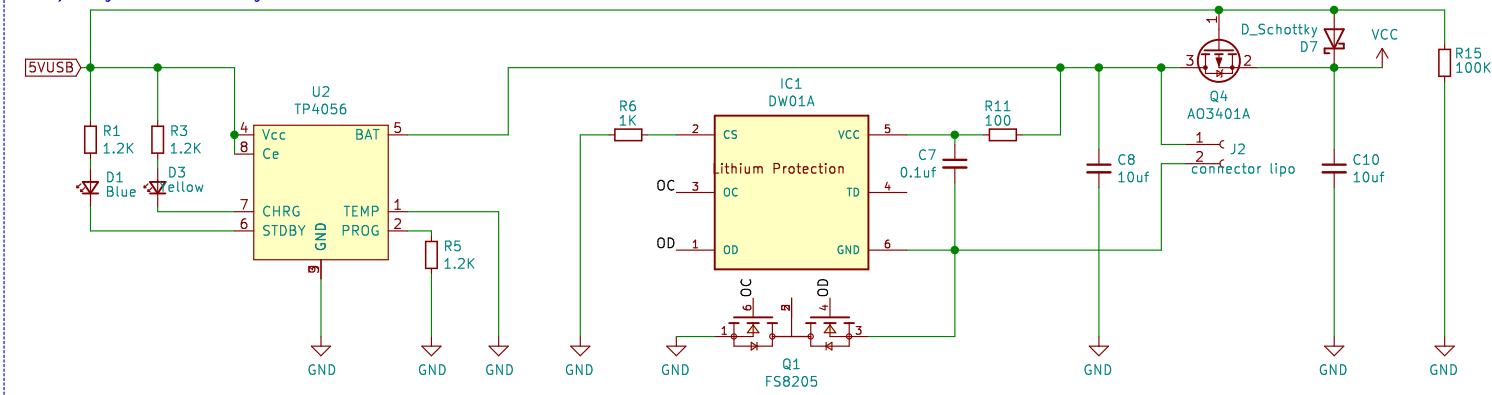 5VUSB
R1
1.2K
R3
1.2K
D1
Blue
D3
Yellow
U2
TP4056
4
Vcc
8
Ce
7
CHRG
6
STDBY
BAT
5
TEMP
1
PROG
2
GND
R5
1.2K
GND
GND
GND
R6
1K
GND
IC1
DW01A
2
CS
Lithium Protection
OC
3
OC
OD
1
OD
VCC
5
TD
4
GND
6
C7
0.1uf
R11
100
OC
6
OD
4
1
3
Q1
FS8205
GND
C8
10uf
GND
1
3
2
Q4
AO3401A
D_Schottky
D7
VCC
1
2
J2
connector lipo
C10
10uf
GND
R15
100K
GND